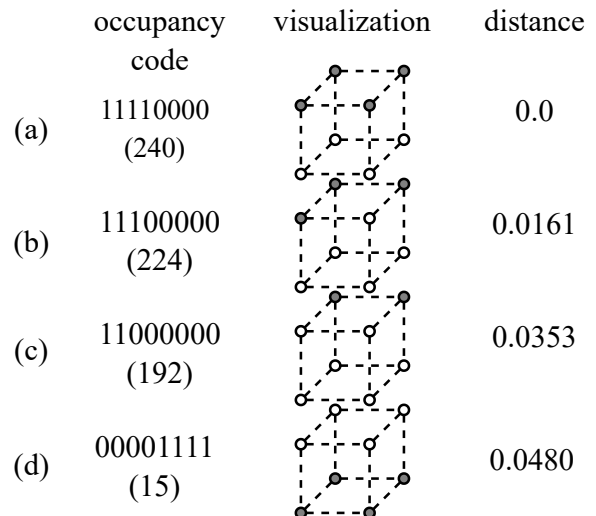 occupancy code visualization distance
(a) 11110000 (240) 0.0
(b) 11100000 (224) 0.0161
(c) 11000000 (192) 0.0353
(d) 00001111 (15) 0.0480